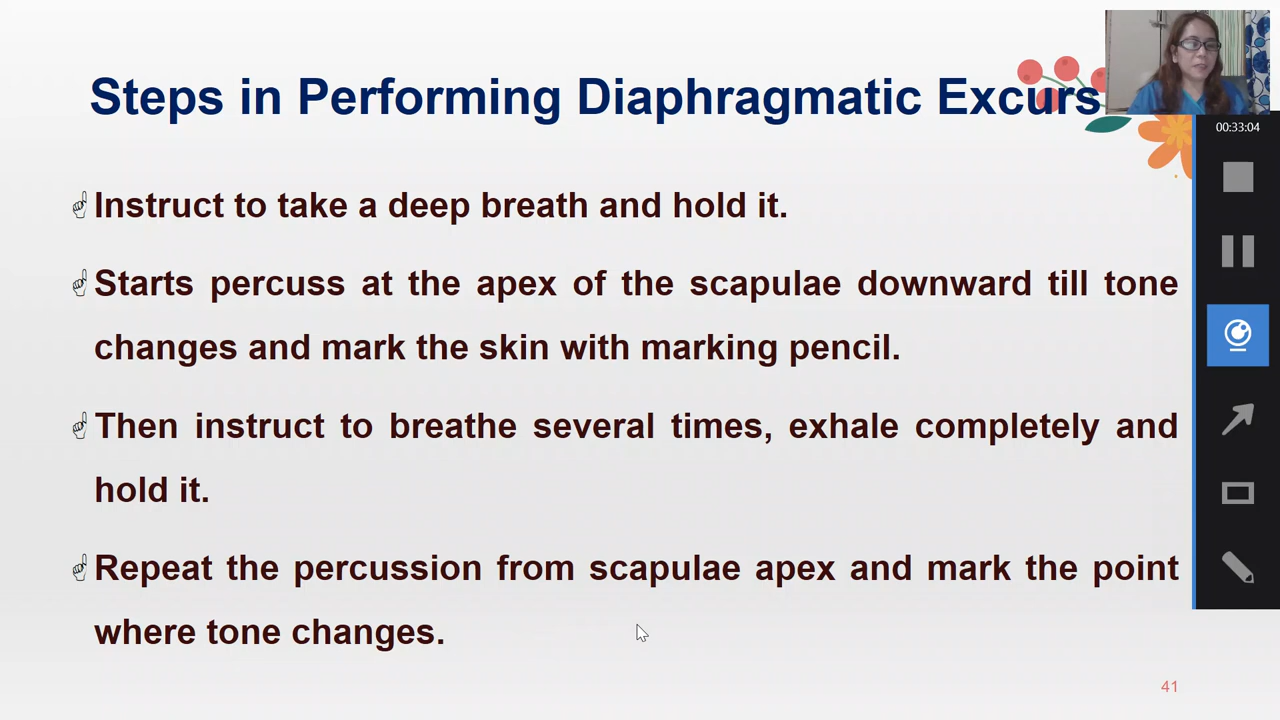 Steps in Performing Diaphragmatic Excurs
00:33:04
Instruct to take a deep breath and hold it.
Starts percuss at the apex of the scapulae downward till tone
changes and mark the skin with marking pencil.
Then instruct to breathe several times, exhale completely and
hold it.
Repeat the percussion from scapulae apex and mark the point
where tone changes.
41